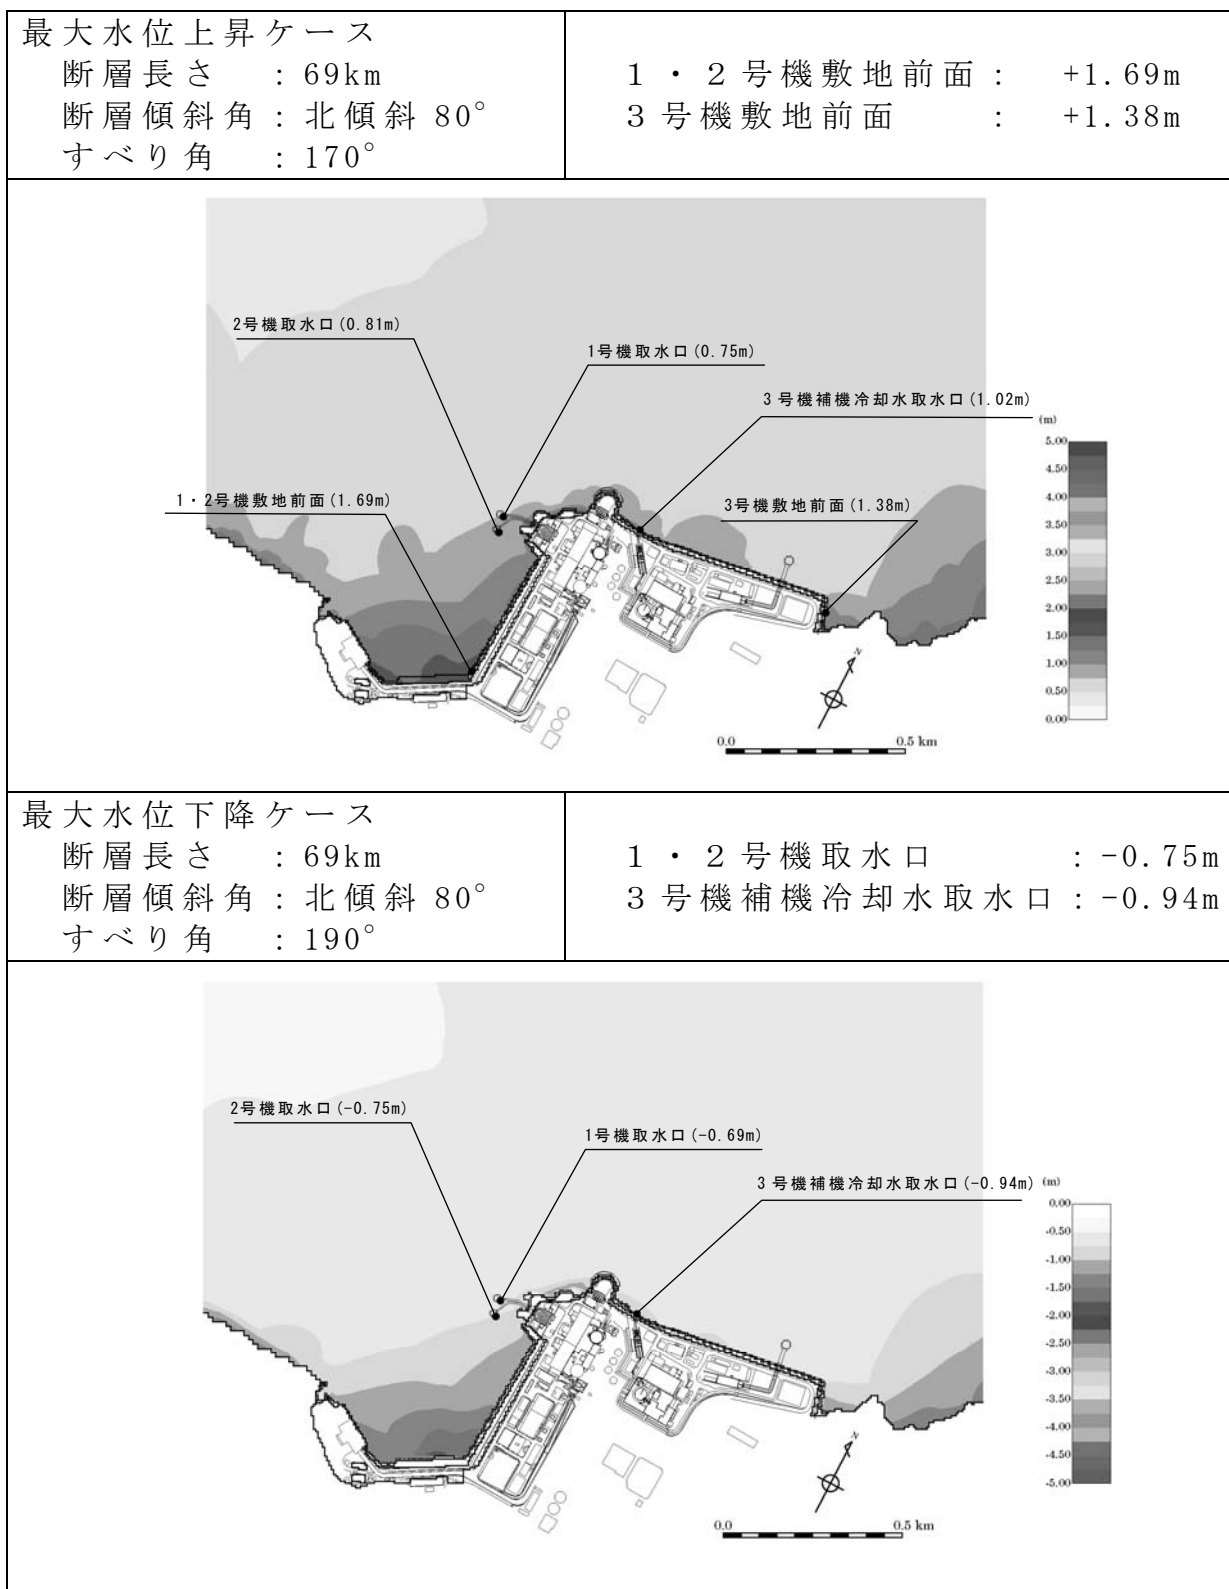 最大水位上昇ケース
断層長さ : 69km
断層傾斜角 : 北傾斜 80°
すべり角 : 170°
1・2号機敷地前面 : +1.69m
3号機敷地前面 : +1.38m
2号機取水口(0.81m)
1号機取水口(0.75m)
3号機補機冷却水取水口(1.02m)
1・2号機敷地前面(1.69m)
3号機敷地前面(1.38m)
(m)
5.00
4.50
4.00
3.50
3.00
2.50
2.00
1.50
1.00
0.50
0.00
N
0.0 0.5 km
最大水位下降ケース
断層長さ : 69km
断層傾斜角 : 北傾斜 80°
すべり角 : 190°
1・2号機取水口 : -0.75m
3号機補機冷却水取水口 : -0.94m
2号機取水口(-0.75m)
1号機取水口(-0.69m)
3号機補機冷却水取水口(-0.94m)
(m)
0.00
-0.50
-1.00
-1.50
-2.00
-2.50
-3.00
-3.50
-4.00
-4.50
-5.00
N
0.0 0.5 km